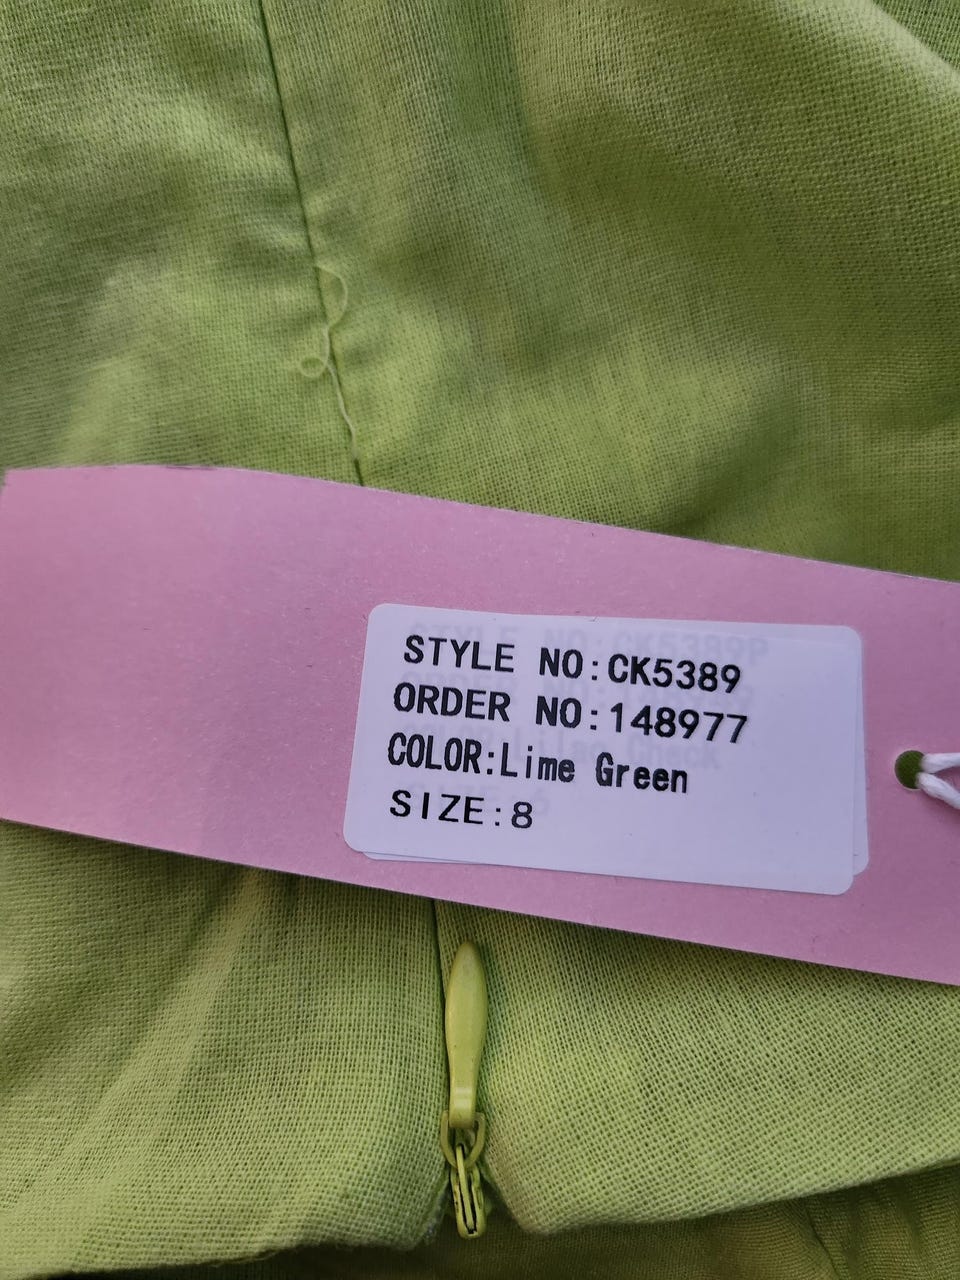 STYLE NO:CK5389
ORDER NO:148977
COLOR:Lime Green
SIZE:8